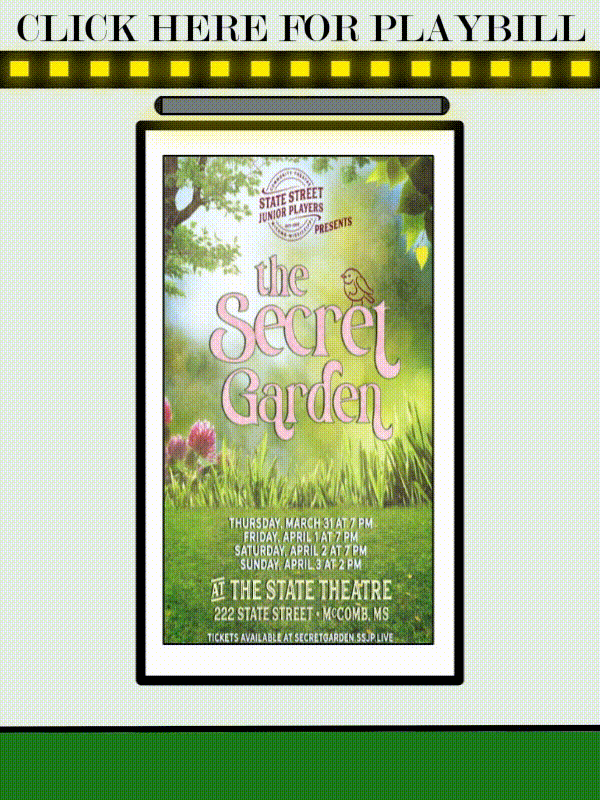 CLICK HERE FOR PLAYBILL
COMMUNITY THEATRE
STATE STREET
JUNIOR PLAYERS
PRESENTS
the
Secret
Garden
THURSDAY, MARCH 31 AT 7 PM
FRIDAY, APRIL 1 AT 7 PM
SATURDAY, APRIL 2 AT 7 PM
SUNDAY, APRIL 3 AT 2 PM
AT THE STATE THEATRE
222 STATE STREET • McCOMB, MS
TICKETS AVAILABLE AT SECRETGARDEN.SSJP.LIVE